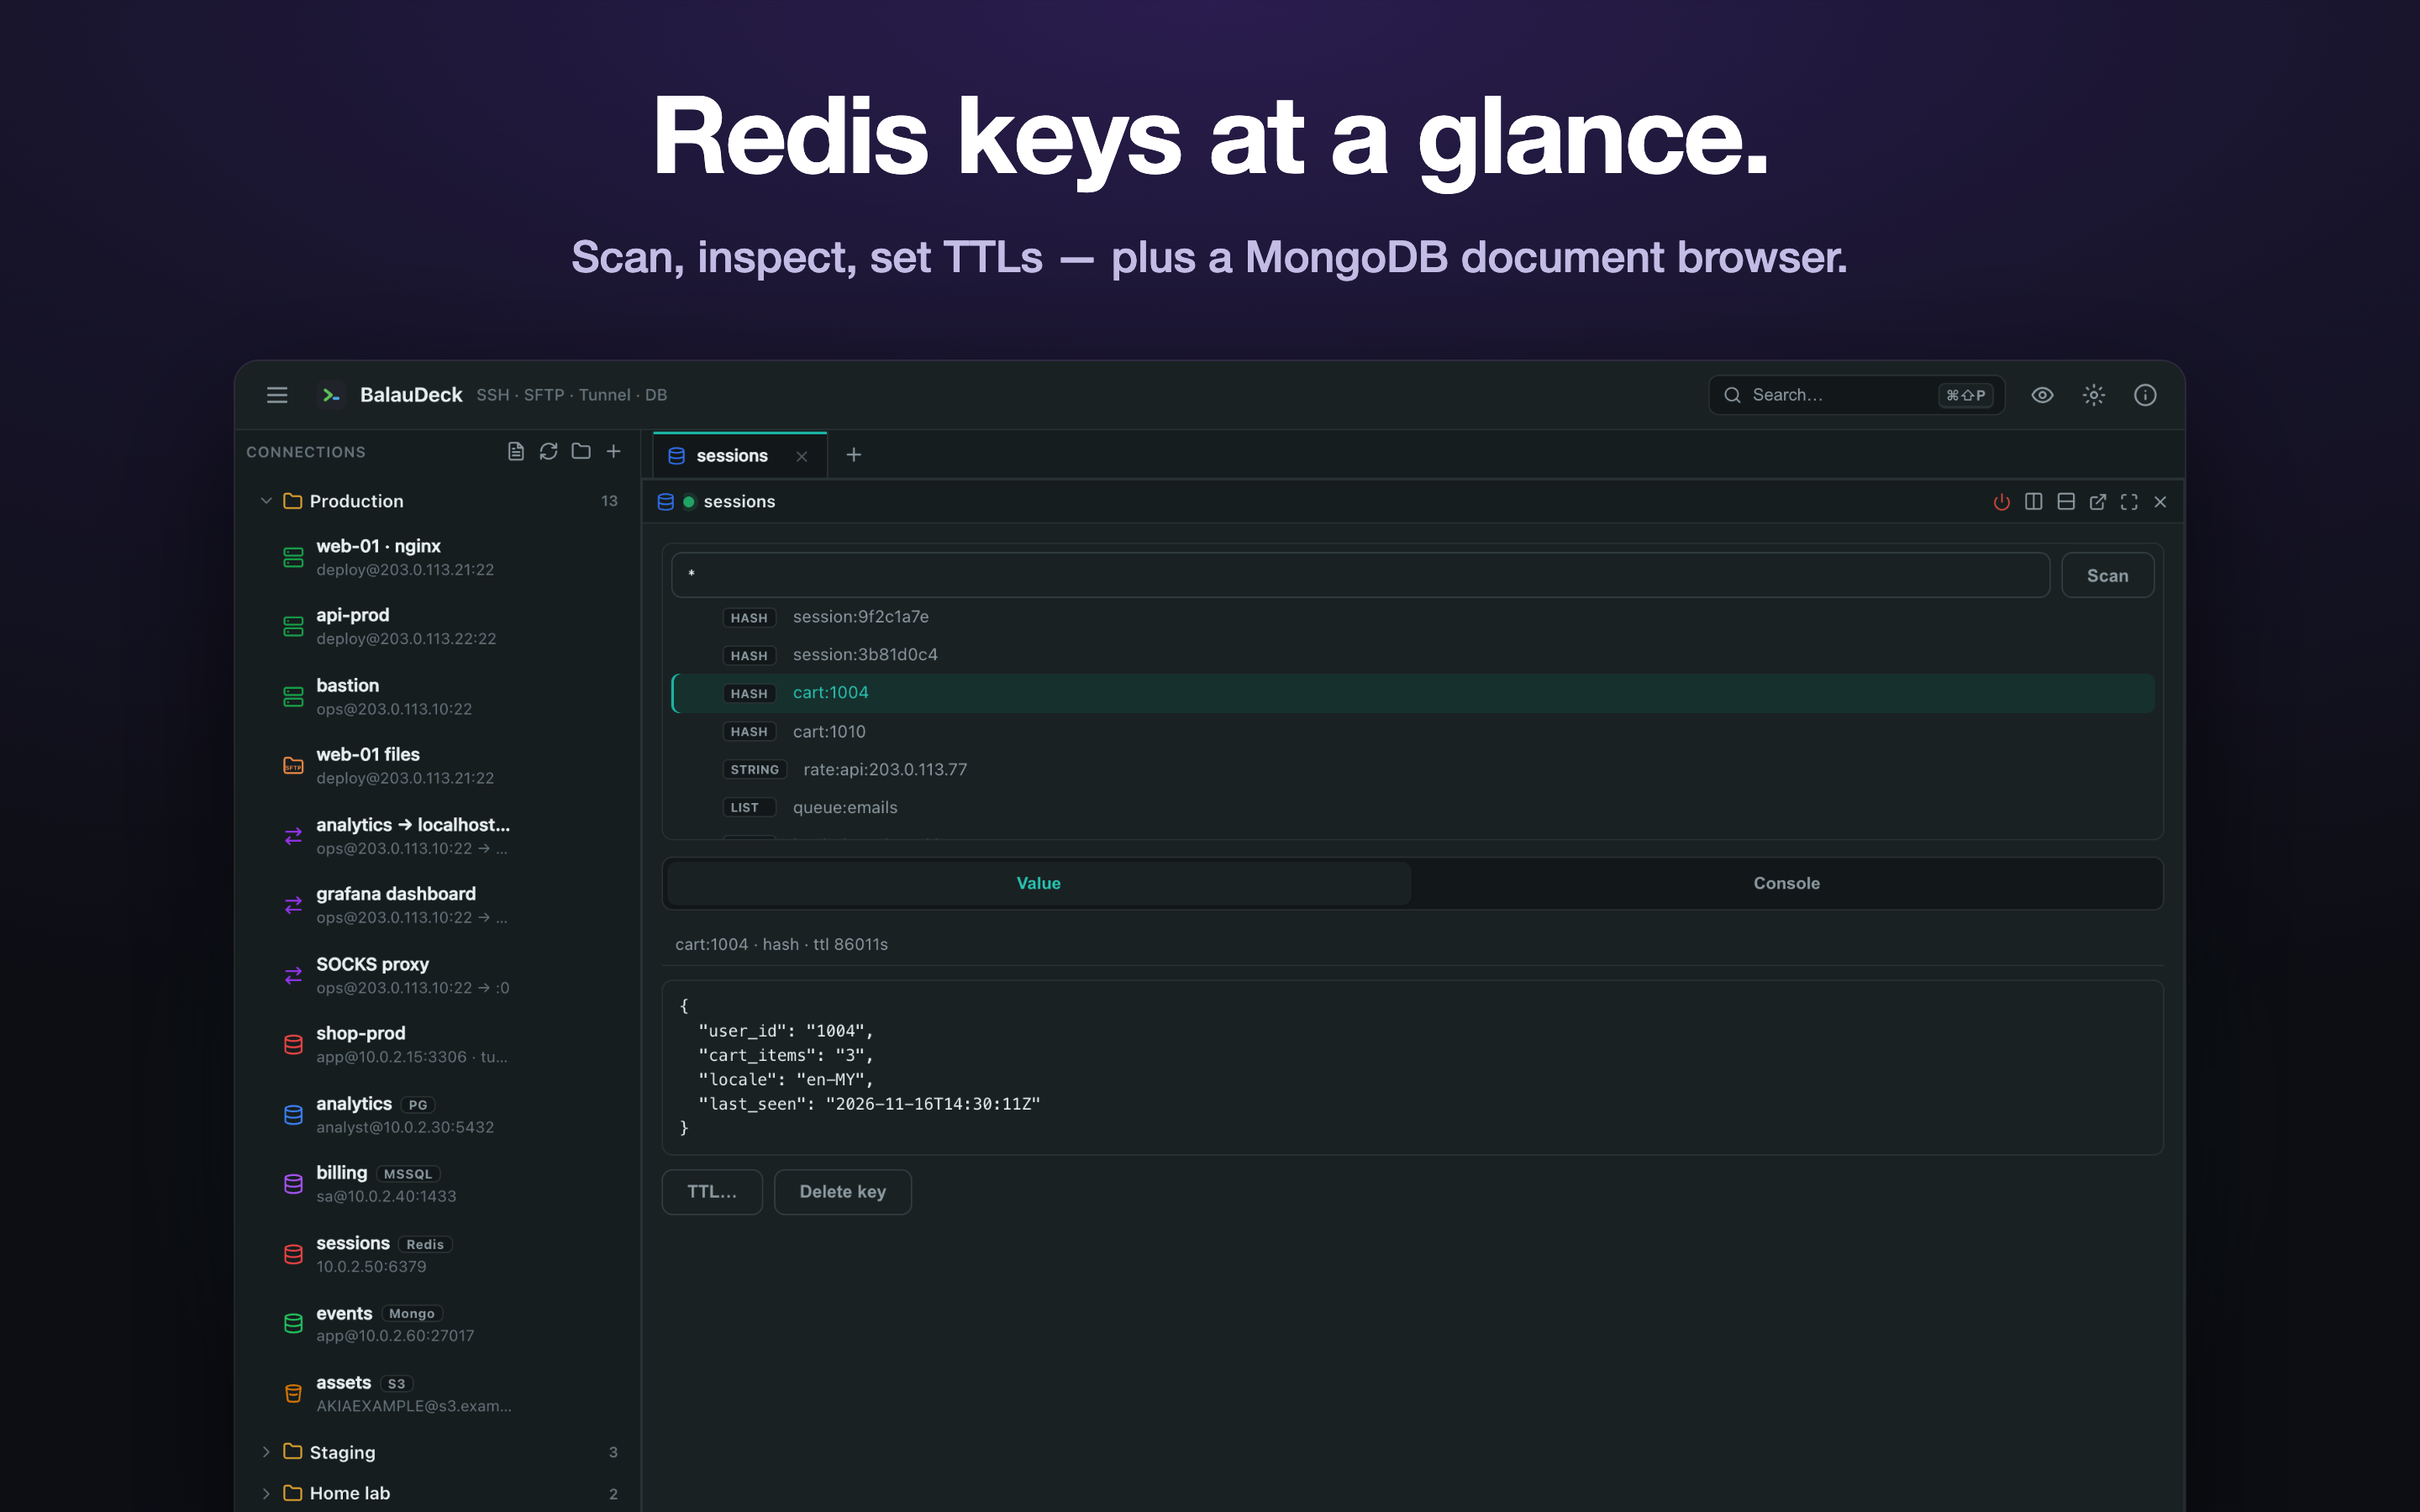 Redis keys at a glance.
Scan, inspect, set TTLs — plus a MongoDB document browser.
BalauDeck SSH · SFTP · Tunnel · DB
Search… ⌘⇧P
CONNECTIONS
Production 13
web-01 · nginx
deploy@203.0.113.21:22
api-prod
deploy@203.0.113.22:22
bastion
ops@203.0.113.10:22
SFTP
web-01 files
deploy@203.0.113.21:22
analytics → localhost…
ops@203.0.113.10:22 → …
grafana dashboard
ops@203.0.113.10:22 → …
SOCKS proxy
ops@203.0.113.10:22 → :0
shop-prod
app@10.0.2.15:3306 · tu…
analytics PG
analyst@10.0.2.30:5432
billing MSSQL
sa@10.0.2.40:1433
sessions Redis
10.0.2.50:6379
events Mongo
app@10.0.2.60:27017
assets S3
AKIAEXAMPLE@s3.exam…
Staging 3
Home lab 2
sessions
sessions
* Scan
HASH session:9f2c1a7e
HASH session:3b81d0c4
HASH cart:1004
HASH cart:1010
STRING rate:api:203.0.113.77
LIST queue:emails
Value Console
cart:1004 · hash · ttl 86011s
{
"user_id": "1004",
"cart_items": "3",
"locale": "en-MY",
"last_seen": "2026-11-16T14:30:11Z"
}
TTL… Delete key